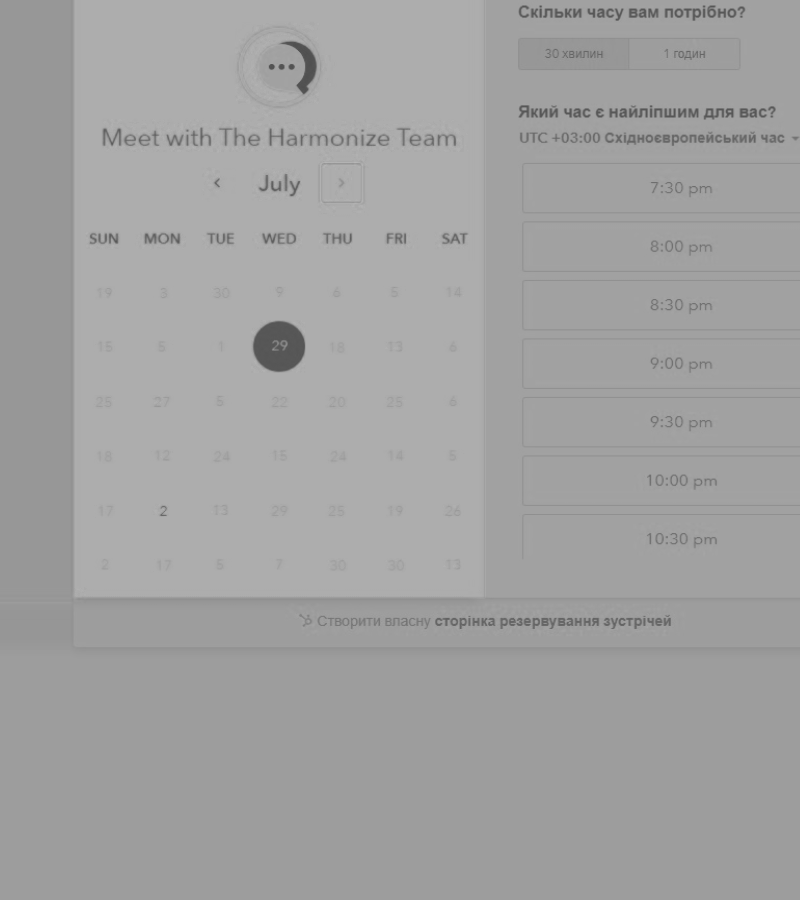 Meet with The Harmonize Team
July
SUN MON TUE WED THU FRI SAT
19 3 30 9 6 5 14
15 5 1 29 18 13 6
25 27 5 22 20 25 6
18 12 24 15 24 14 5
17 2 13 29 25 19 26
2 17 5 7 30 30 13
Скільки часу вам потрібно?
30 хвилин 1 годин
Який час є найліпшим для вас?
UTC +03:00 Східноєвропейський час
7:30 pm
8:00 pm
8:30 pm
9:00 pm
9:30 pm
10:00 pm
10:30 pm
Створити власну сторінка резервування зустрічей